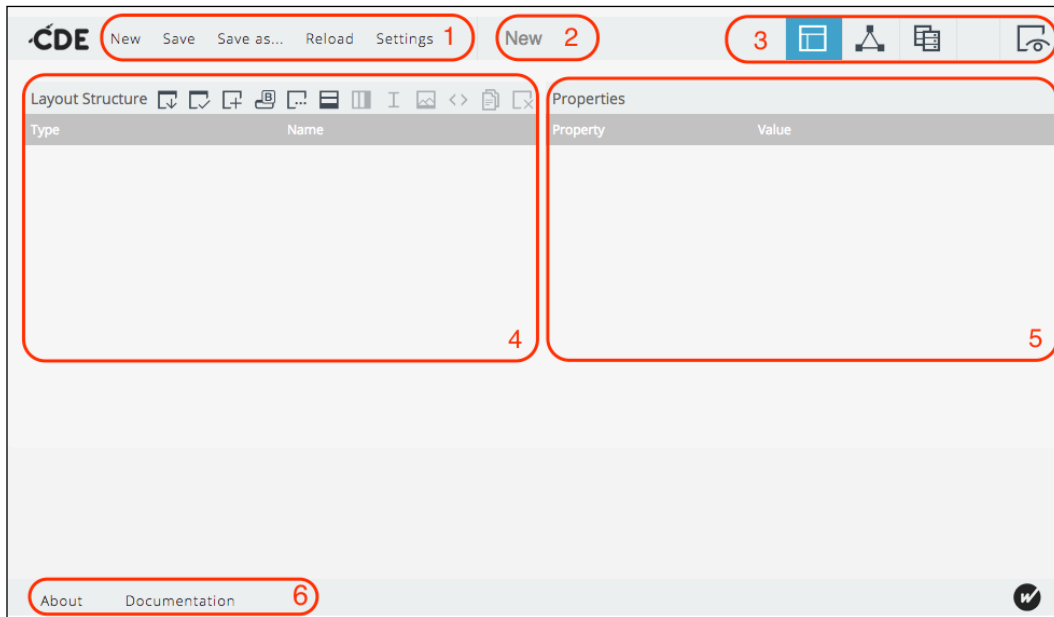 CDE New Save Save as... Reload Settings 1 New 2 3
Layout Structure B Properties
Type Name Property Value
4 5
About Documentation 6